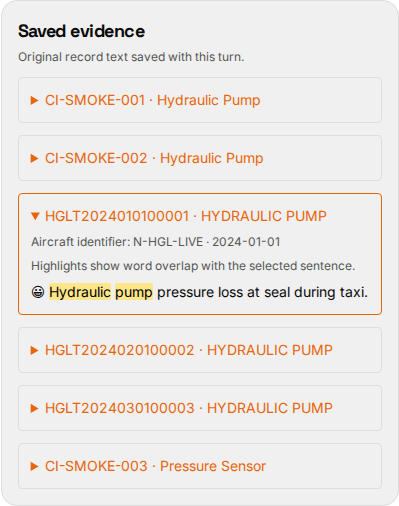 Saved evidence
Original record text saved with this turn.
▶ CI-SMOKE-001 · Hydraulic Pump
▶ CI-SMOKE-002 · Hydraulic Pump
▼ HGLT2024010100001 · HYDRAULIC PUMP
Aircraft identifier: N-HGL-LIVE · 2024-01-01
Highlights show word overlap with the selected sentence.
😀 Hydraulic pump pressure loss at seal during taxi.
▶ HGLT2024020100002 · HYDRAULIC PUMP
▶ HGLT2024030100003 · HYDRAULIC PUMP
▶ CI-SMOKE-003 · Pressure Sensor